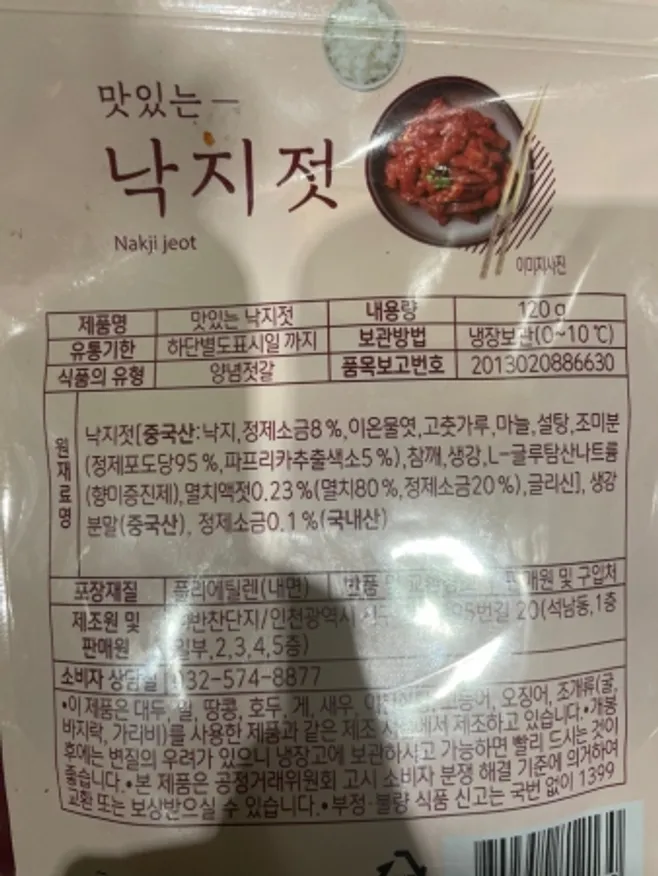 맛있는
낙지젓
Nakji jeot
이미지사진
제품명 맛있는 낙지젓 내용량 120 g
유통기한 하단별도표시일 까지 보관방법 냉장보관(0~10℃)
식품의 유형 양념젓갈 품목보고번호 2013020886630
원재료명
낙지젓[중국산:낙지,정제소금8%,이온물엿,고춧가루,마늘,설탕,조미분
(정제포도당95%,파프리카추출색소5%),참깨,생강,L-글루탐산나트륨
(향미증진제),멸치액젓0.23%(멸치80%,정제소금20%),글리신], 생강
분말(중국산), 정제소금0.1%(국내산)
포장재질 폴리에틸렌(내면) 반품 및 판매원 및 구입처
제조원 및 판매원 인천광역시 20(석남동,1층
일부,2,3,4,5층)
소비자 상담실 032-574-8877
•이 제품은 대두, 밀, 땅콩, 호두, 게, 새우, 고등어, 오징어, 조개류(굴,
바지락, 가리비)를 사용한 제품과 같은 제조 시설에서 제조하고 있습니다.•개봉
후에는 변질의 우려가 있으니 냉장고에 보관하시고 가능하면 빨리 드시는 것이
좋습니다.•본 제품은 공정거래위원회 고시 소비자 분쟁 해결 기준에 의거하여
교환 또는 보상받으실 수 있습니다.•부정·불량 식품 신고는 국번 없이 1399